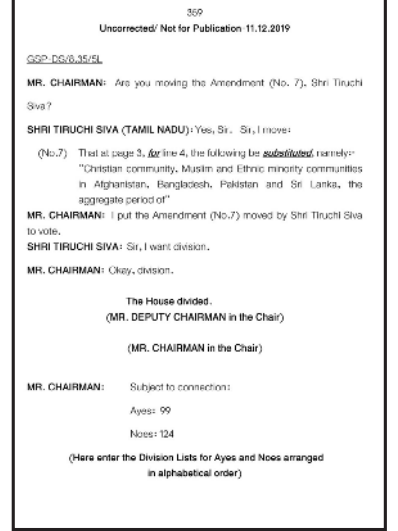 359
Uncorrected/ Not for Publication-11.12.2019
GSP-DS/8.35/5L
MR. CHAIRMAN: Are you moving the Amendment (No. 7), Shri Tiruchi
Siva?
SHRI TIRUCHI SIVA (TAMIL NADU): Yes, Sir. Sir, I move:
(No.7) That at page 3, for line 4, the following be substituted, namely:-
"Christian community, Muslim and Ethnic minority communities
in Afghanistan, Bangladesh, Pakistan and Sri Lanka, the
aggregate period of"
MR. CHAIRMAN: I put the Amendment (No.7) moved by Shri Tiruchi Siva
to vote.
SHRI TIRUCHI SIVA: Sir, I want division.
MR. CHAIRMAN: Okay, division.
The House divided.
(MR. DEPUTY CHAIRMAN in the Chair)
(MR. CHAIRMAN in the Chair)
MR. CHAIRMAN: Subject to connection:
Ayes: 99
Noes: 124
(Here enter the Division Lists for Ayes and Noes arranged
in alphabetical order)